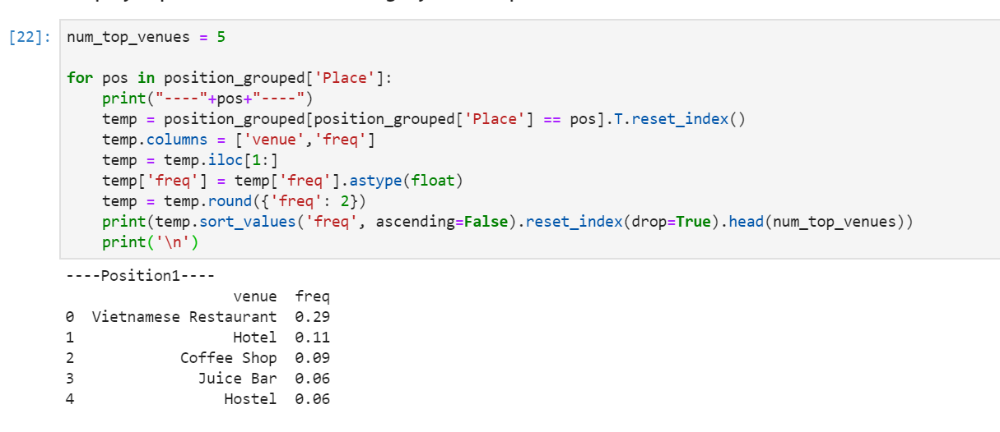 [22]: num_top_venues = 5
for pos in position_grouped['Place']:
    print("----"+pos+"----")
    temp = position_grouped[position_grouped['Place'] == pos].T.reset_index()
    temp.columns = ['venue','freq']
    temp = temp.iloc[1:]
    temp['freq'] = temp['freq'].astype(float)
    temp = temp.round({'freq': 2})
    print(temp.sort_values('freq', ascending=False).reset_index(drop=True).head(num_top_venues))
    print('\n')
----Position1----
                   venue  freq
0  Vietnamese Restaurant  0.29
1                  Hotel  0.11
2            Coffee Shop  0.09
3              Juice Bar  0.06
4                 Hostel  0.06